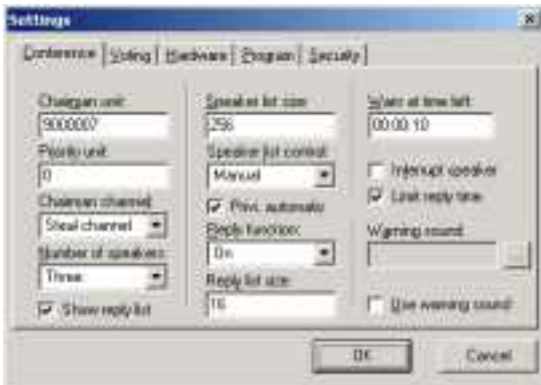 Settings
Conference Voting Hardware Program Security
Chairman unit:
9000007
Priority unit:
0
Chairman channel:
Steal channel
Number of speakers:
Three
Show reply list
Speaker list size:
256
Speaker list control:
Manual
Privi. automatic
Reply function:
On
Reply list size:
16
Warn at time left:
00:00:10
Interrupt speaker
Limit reply time
Warning sound:
...
Use warning sound
OK Cancel